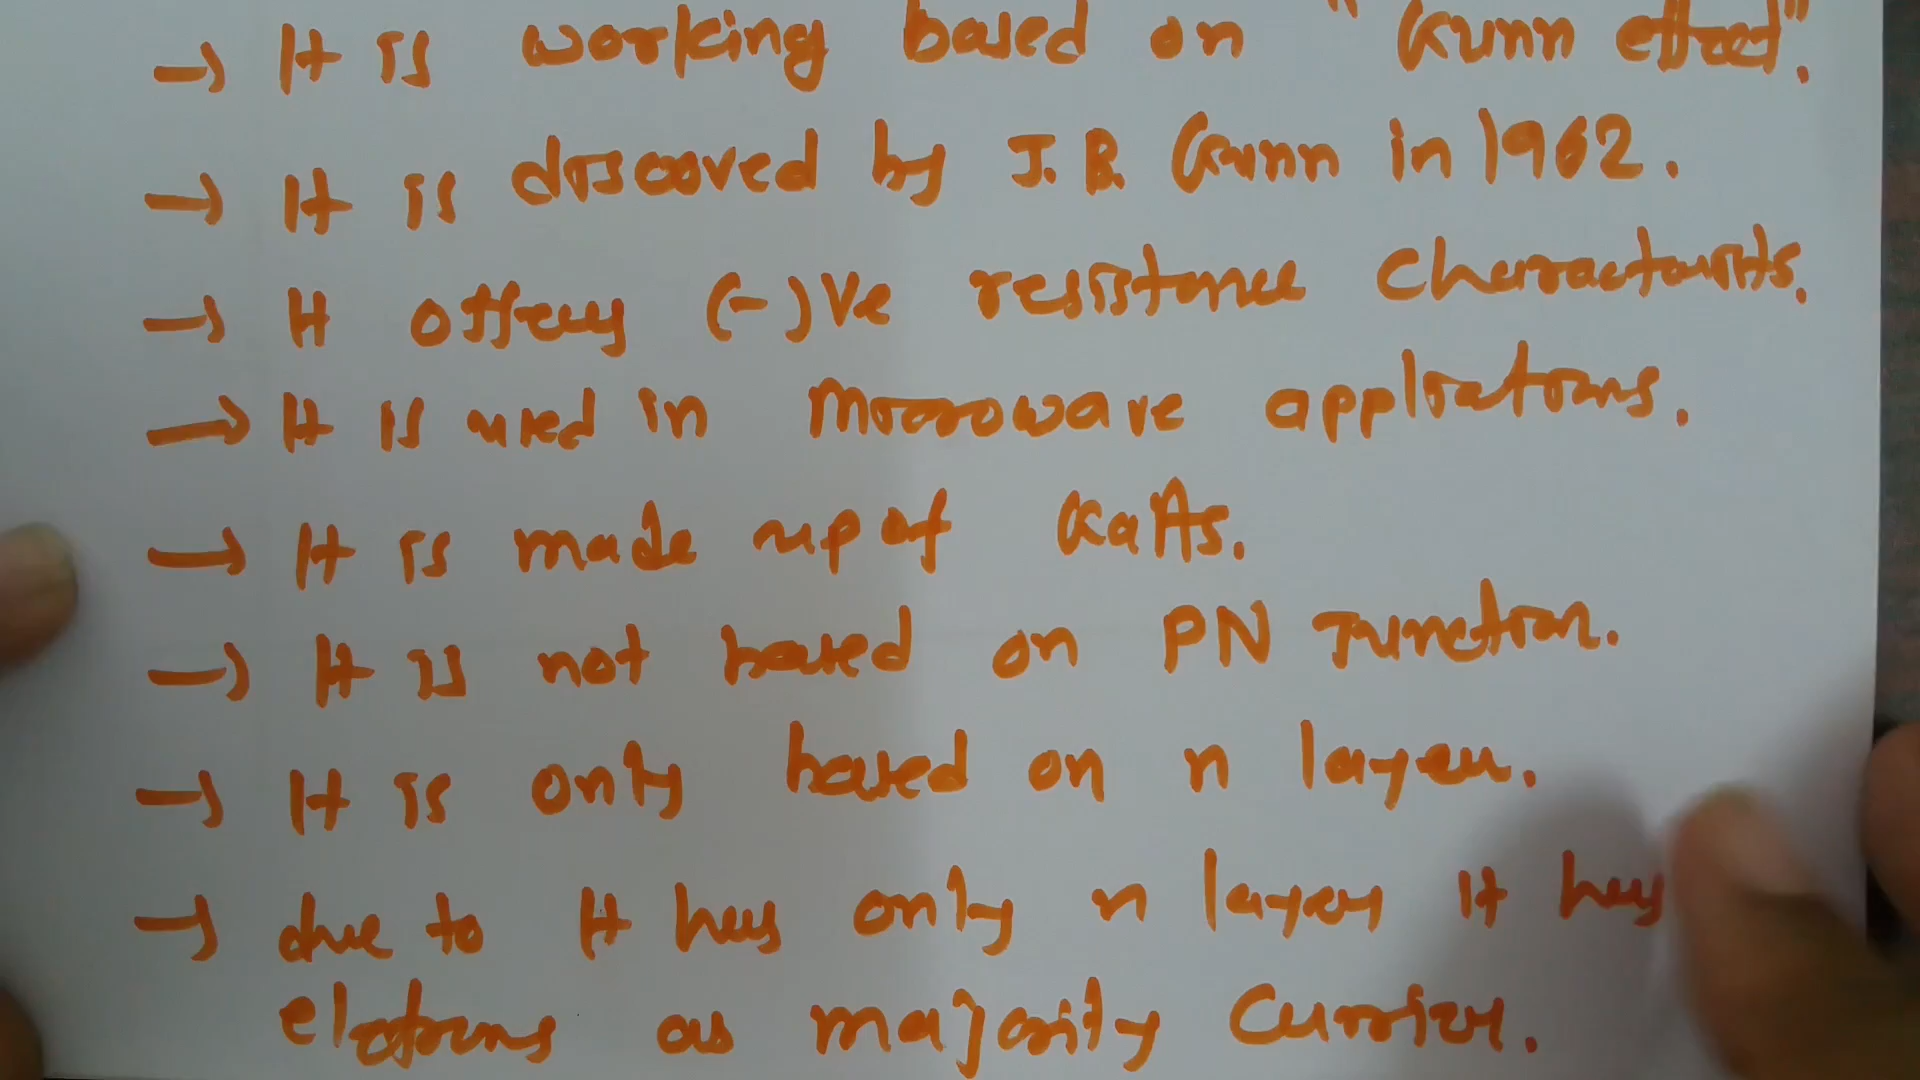 → It is working based on "Gunn effect".
→ It is discoved by J.B. Gunn in 1962.
→ It offers (-)ve resistance characteristics.
→ It is used in Microwave applications.
→ It is made up of GaAs.
→ It is not based on PN Junction.
→ It is only based on n layer.
→ due to It has only n layer it has
electrons as majority Carrier.